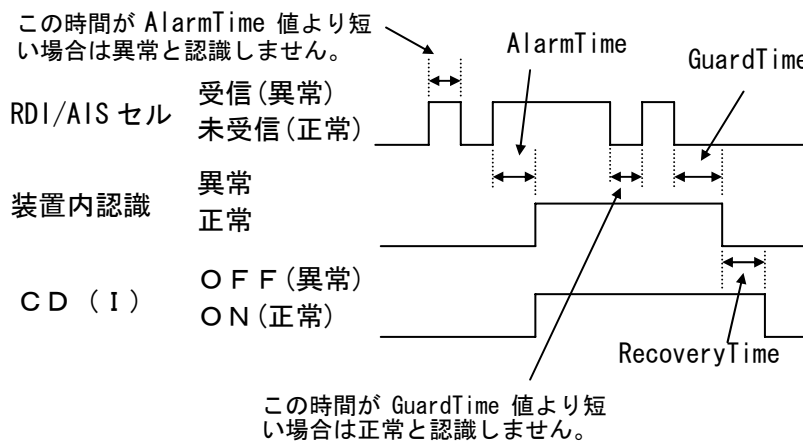 この時間が AlarmTime 値より短
い場合は異常と認識しません。
AlarmTime
GuardTime
RDI/AIS セル
受信(異常)
未受信(正常)
装置内認識
異常
正常
CD (I)
OFF(異常)
ON(正常)
RecoveryTime
この時間が GuardTime 値より短
い場合は正常と認識しません。